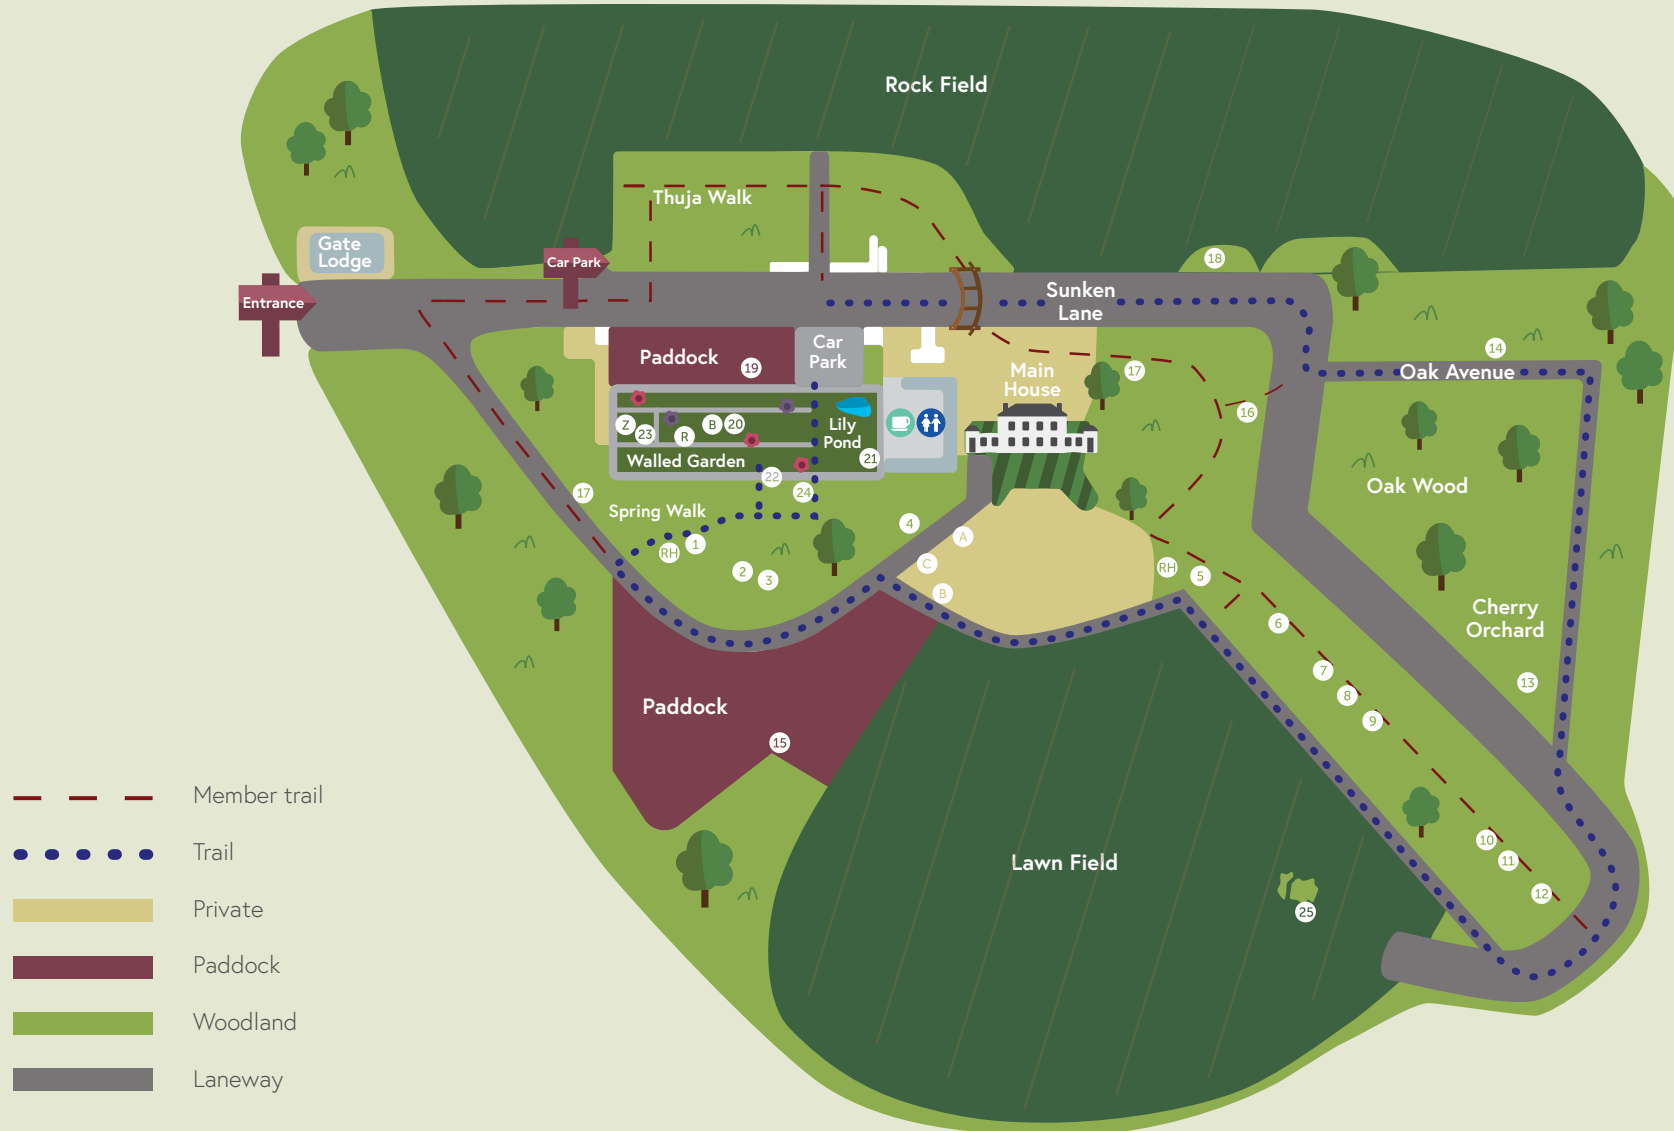 Rock Field
Thuja Walk
Gate
Lodge
Car Park
18
Entrance
Sunken
Lane
Paddock
19
Car
Park
Main
House
17
14
Oak Avenue
16
Z
23
R
B
20
Lily
Pond
21
Walled Garden
22
24
17
Spring Walk
RH
1
2
3
4
A
C
B
RH
5
Oak Wood
6
Cherry
Orchard
7
8
9
13
Paddock
15
10
11
12
Lawn Field
25
Member trail
Trail
Private
Paddock
Woodland
Laneway